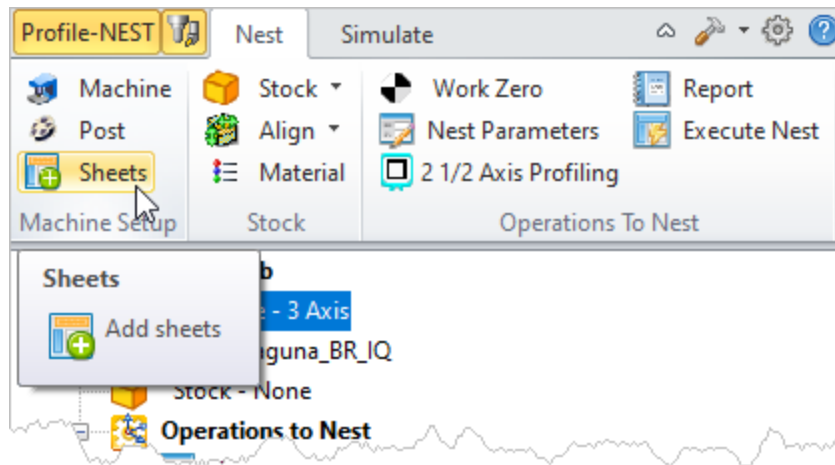 Profile-NEST Nest Simulate
Machine Stock Work Zero Report
Post Align Nest Parameters Execute Nest
Sheets Material 2 1/2 Axis Profiling
Machine Setup Stock Operations To Nest
Sheets
Add sheets
b
- 3 Axis
aguna_BR_IQ
Stock - None
Operations to Nest